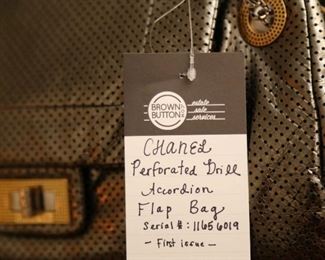 BROWN
BUTTON
estate
sale
services
CHANEL
Perforated Drill
Accordion
Flap Bag
Serial #: 11656019
- First issue -